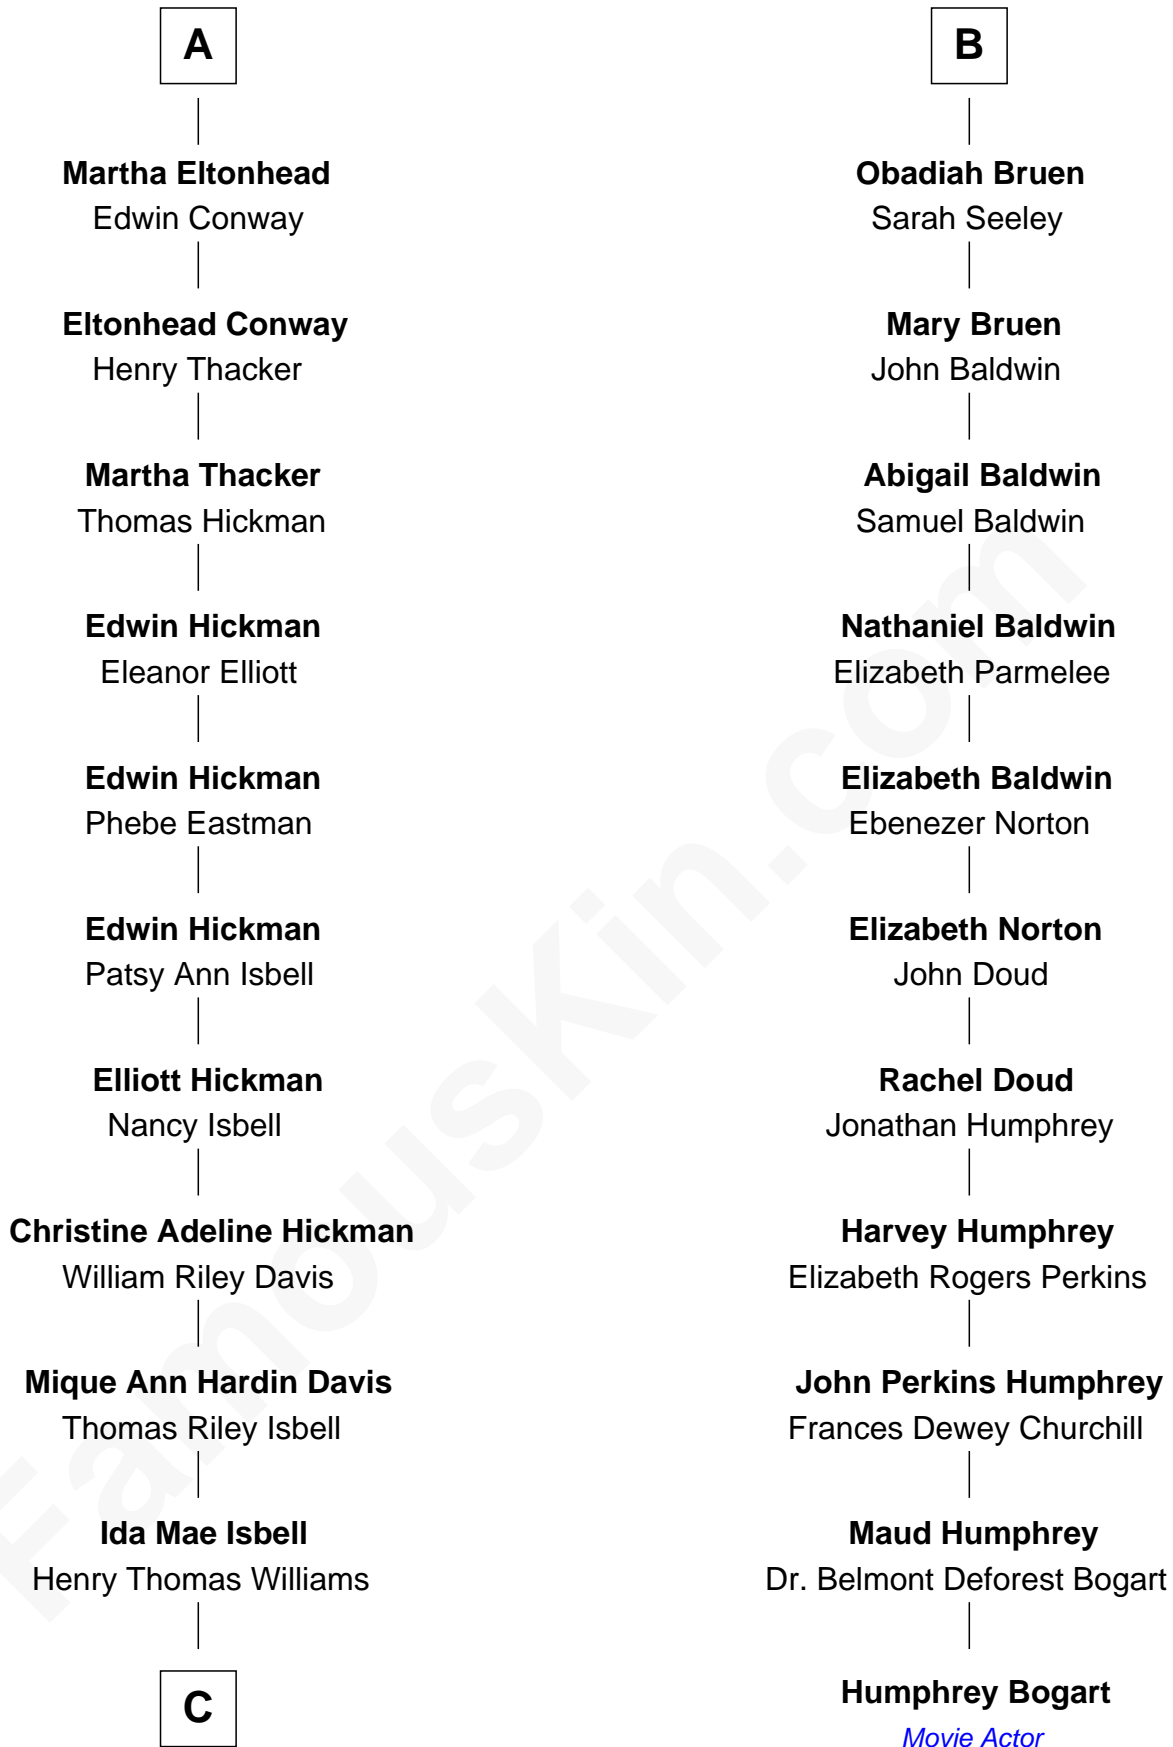 A
Martha Eltonhead
Edwin Conway
Eltonhead Conway
Henry Thacker
Martha Thacker
Thomas Hickman
Edwin Hickman
Eleanor Elliott
Edwin Hickman
Phebe Eastman
Edwin Hickman
Patsy Ann Isbell
Elliott Hickman
Nancy Isbell
Christine Adeline Hickman
William Riley Davis
Mique Ann Hardin Davis
Thomas Riley Isbell
Ida Mae Isbell
Henry Thomas Williams
C
B
Obadiah Bruen
Sarah Seeley
Mary Bruen
John Baldwin
Abigail Baldwin
Samuel Baldwin
Nathaniel Baldwin
Elizabeth Parmelee
Elizabeth Baldwin
Ebenezer Norton
Elizabeth Norton
John Doud
Rachel Doud
Jonathan Humphrey
Harvey Humphrey
Elizabeth Rogers Perkins
John Perkins Humphrey
Frances Dewey Churchill
Maud Humphrey
Dr. Belmont Deforest Bogart
Humphrey Bogart
Movie Actor
FamousKin.com